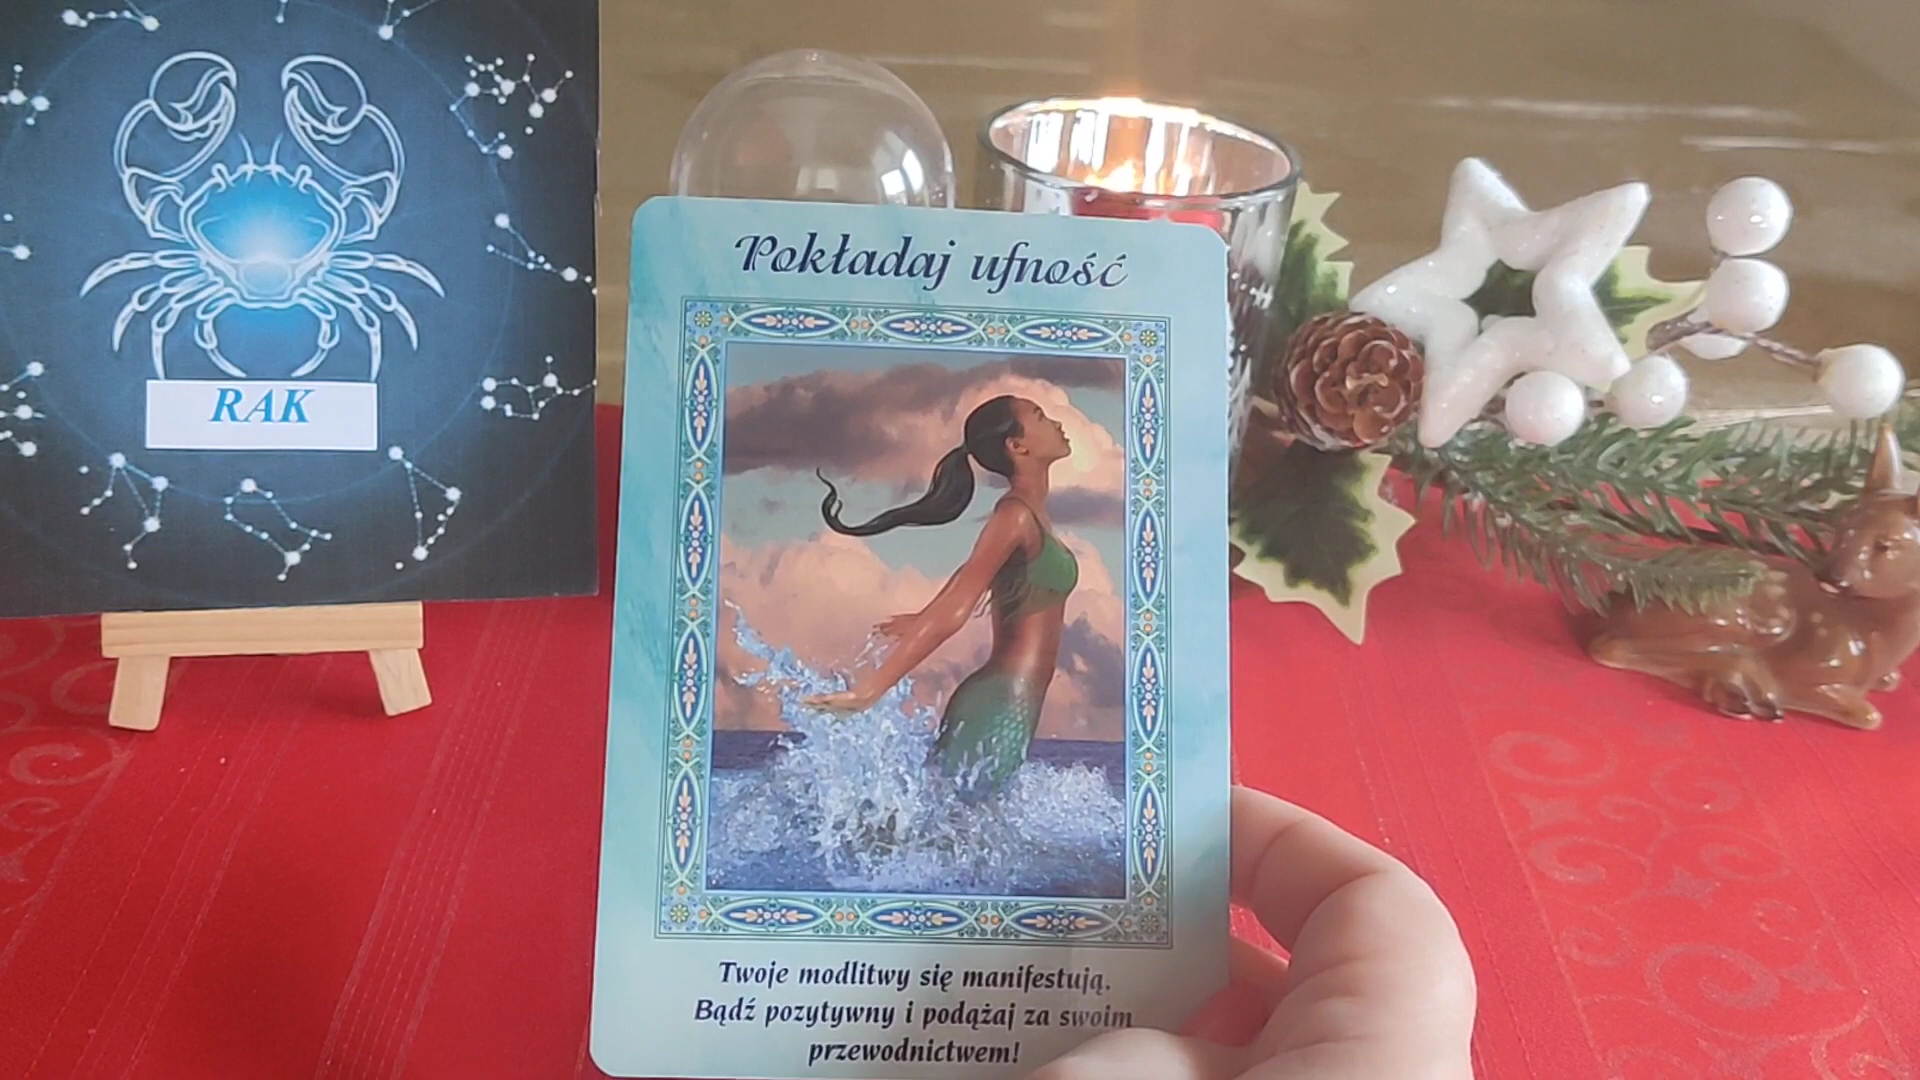 RAK
Pokładaj ufność
Twoje modlitwy się manifestują.
Bądź pozytywny i podążaj za swoim
przewodnictwem!